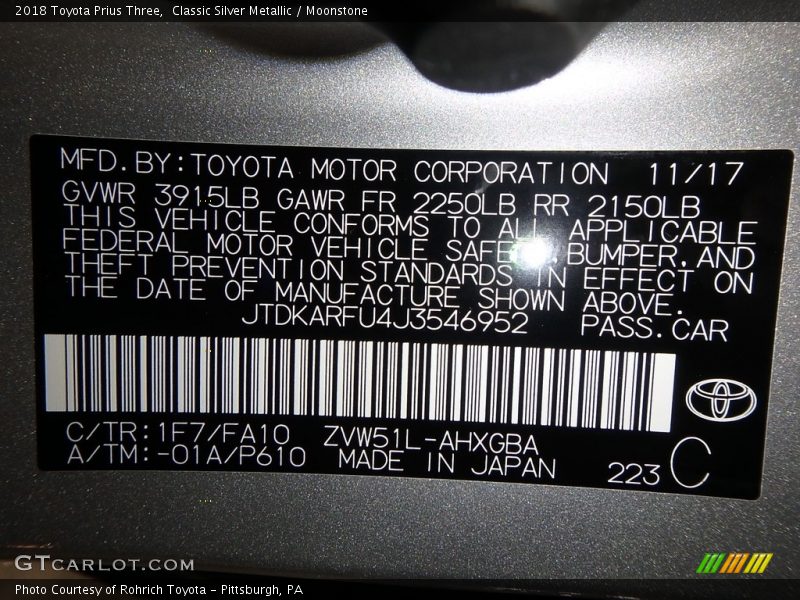 2018 Toyota Prius Three,  Classic Silver Metallic / Moonstone
MFD.BY:TOYOTA MOTOR CORPORATION 11/17
GVWR 3915LB GAWR FR 2250LB RR 2150LB
THIS VEHICLE CONFORMS TO ALL APPLICABLE
FEDERAL MOTOR VEHICLE BUMPER,AND
THEFT PREVENTION STANDARDS IN EFFECT ON
THE DATE OF MANUFACTURE SHOWN ABOVE.
JTDKARFU4J3546952 PASS.CAR
C/TR:1F7/FA10 ZVW51L-AHXGBA
A/TM:-01A/P610 MADE IN JAPAN 223 C
GTCARLOT.COM
Photo Courtesy of Rohrich Toyota - Pittsburgh, PA